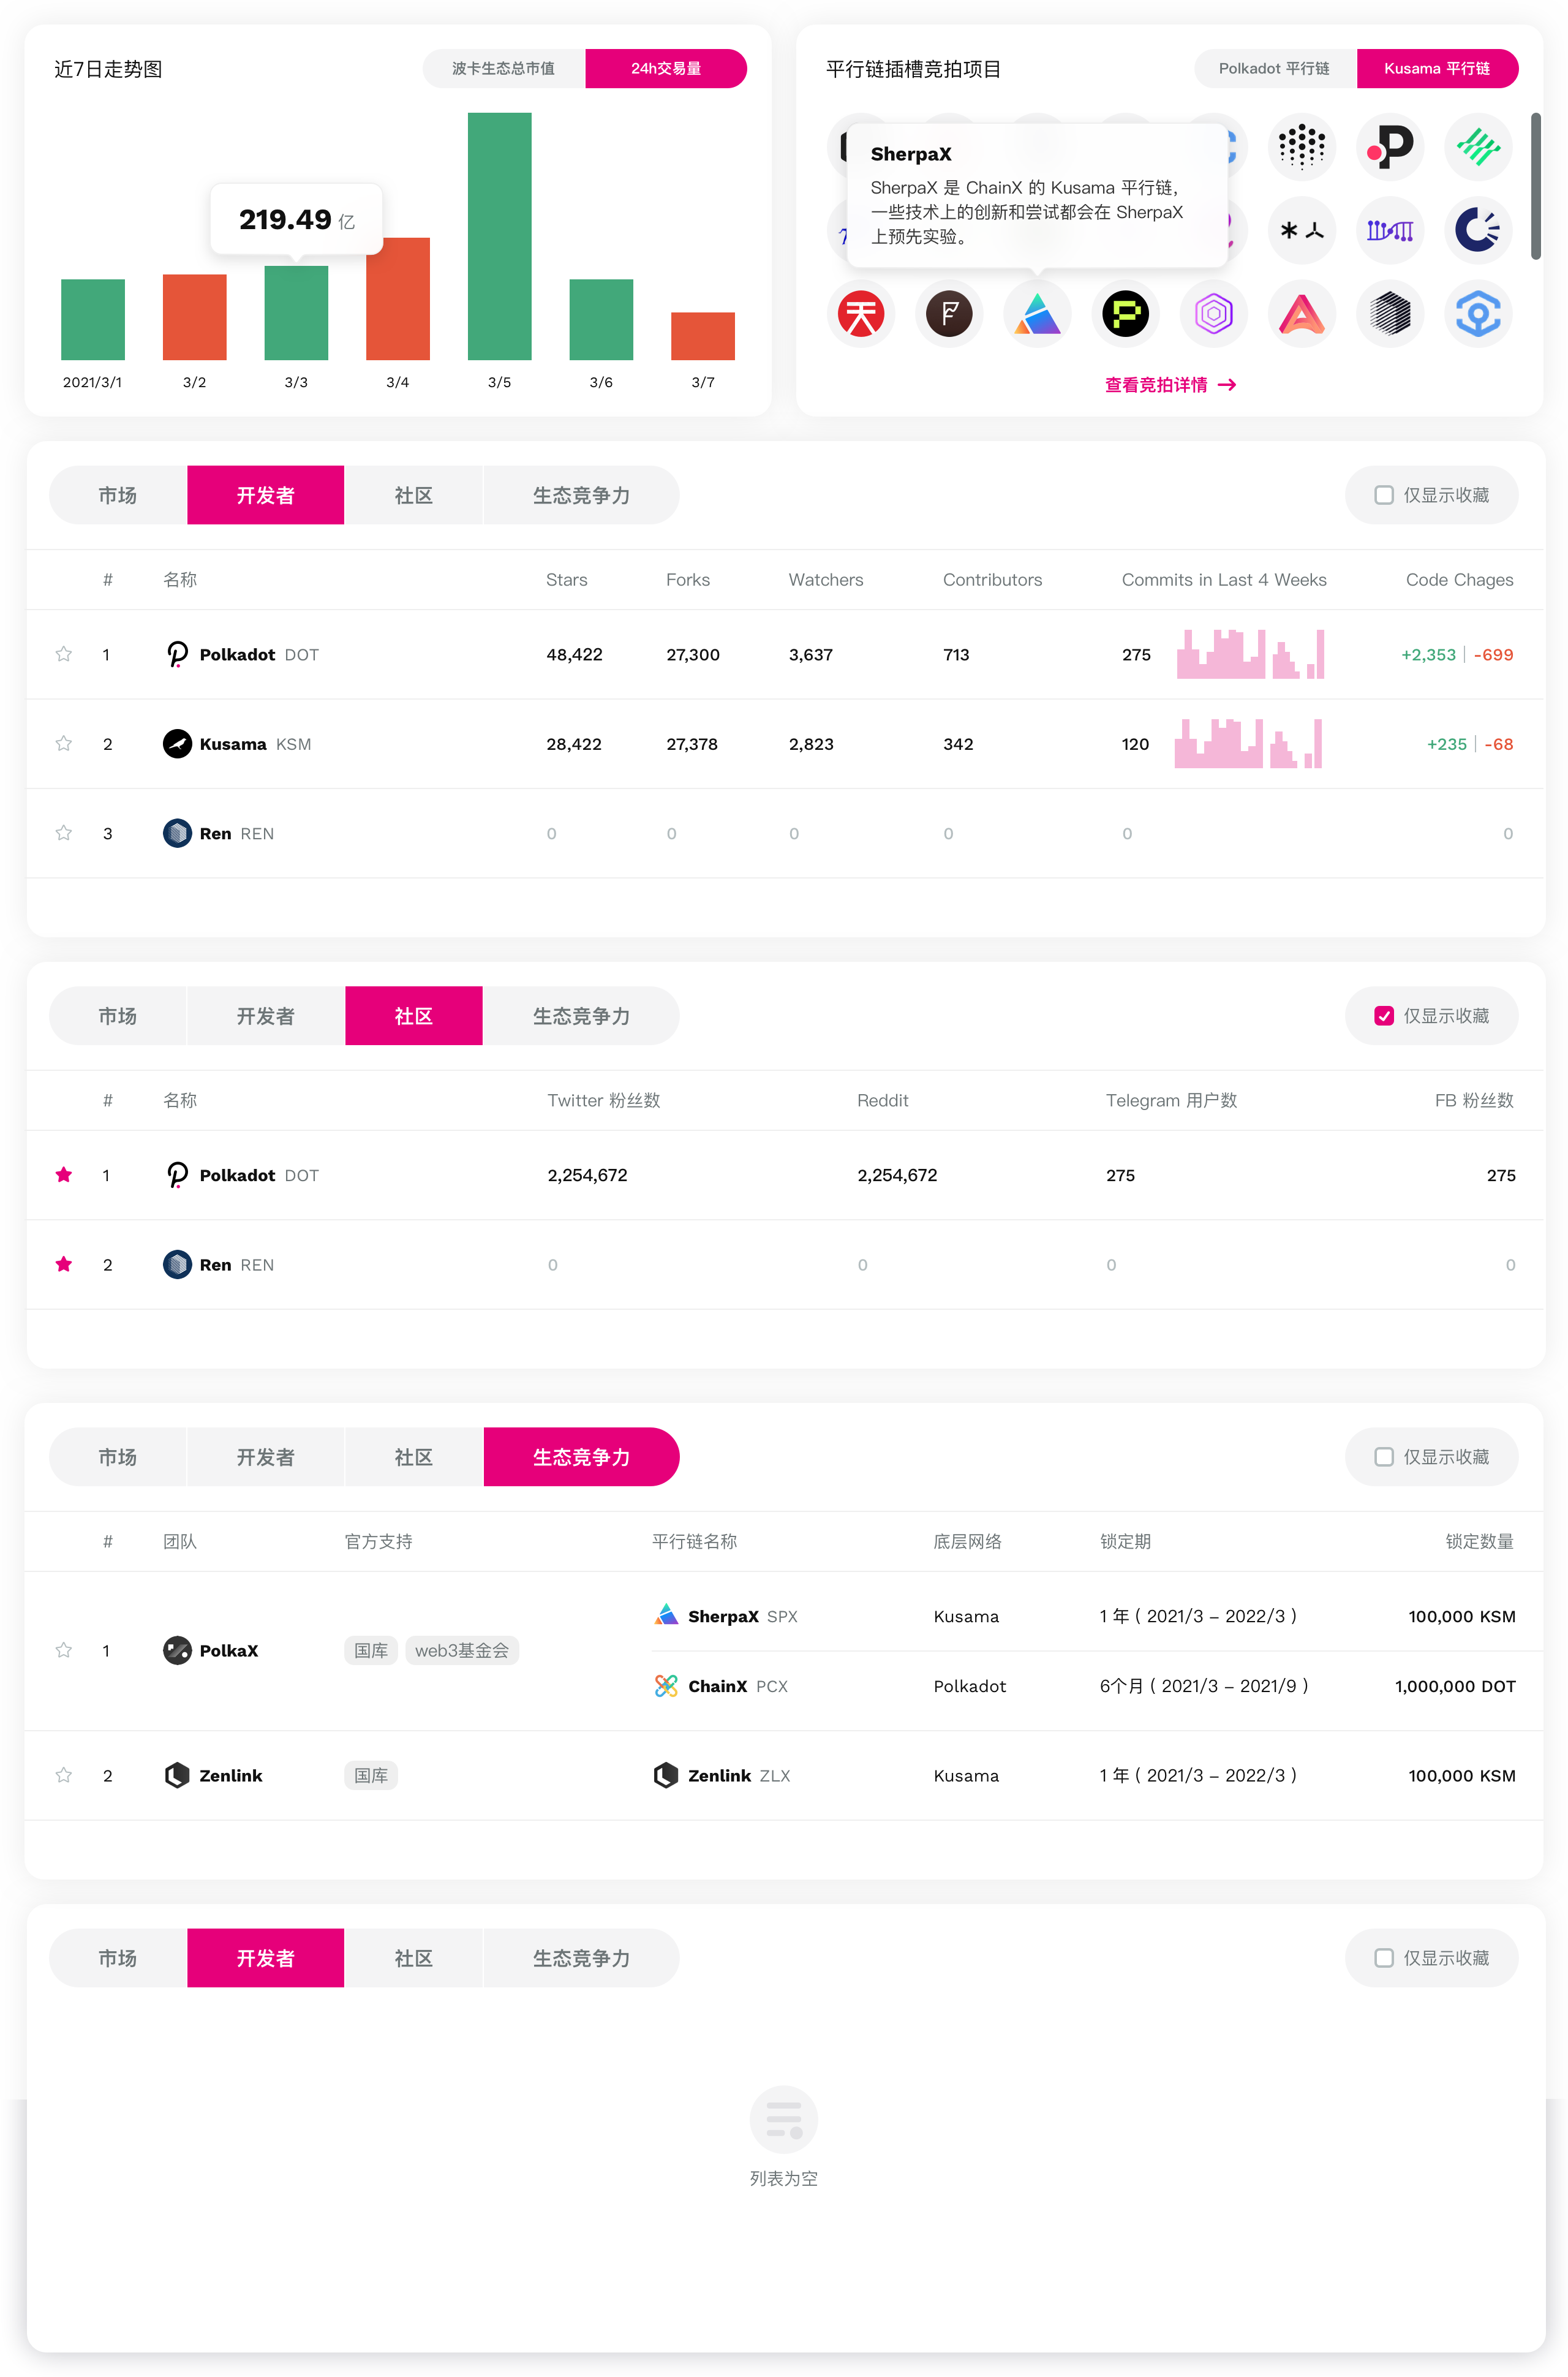 近7日走势图
波卡生态总市值 24h交易量
219.49 亿
2021/3/1 3/2 3/3 3/4 3/5 3/6 3/7
平行链插槽竞拍项目
Polkadot 平行链 Kusama 平行链
SherpaX
SherpaX 是 ChainX 的 Kusama 平行链，
一些技术上的创新和尝试都会在 SherpaX
上预先实验。
查看竞拍详情
市场 开发者 社区 生态竞争力 仅显示收藏
# 名称 Stars Forks Watchers Contributors Commits in Last 4 Weeks Code Chages
1 Polkadot DOT 48,422 27,300 3,637 713 275 +2,353 | -699
2 Kusama KSM 28,422 27,378 2,823 342 120 +235 | -68
3 Ren REN 0 0 0 0 0 0
市场 开发者 社区 生态竞争力 仅显示收藏
# 名称 Twitter 粉丝数 Reddit Telegram 用户数 FB 粉丝数
1 Polkadot DOT 2,254,672 2,254,672 275 275
2 Ren REN 0 0 0 0
市场 开发者 社区 生态竞争力 仅显示收藏
# 团队 官方支持 平行链名称 底层网络 锁定期 锁定数量
1 PolkaX 国库 web3基金会
SherpaX SPX Kusama 1 年 ( 2021/3 – 2022/3 ) 100,000 KSM
ChainX PCX Polkadot 6个月 ( 2021/3 – 2021/9 ) 1,000,000 DOT
2 Zenlink 国库 Zenlink ZLX Kusama 1 年 ( 2021/3 – 2022/3 ) 100,000 KSM
市场 开发者 社区 生态竞争力 仅显示收藏
列表为空